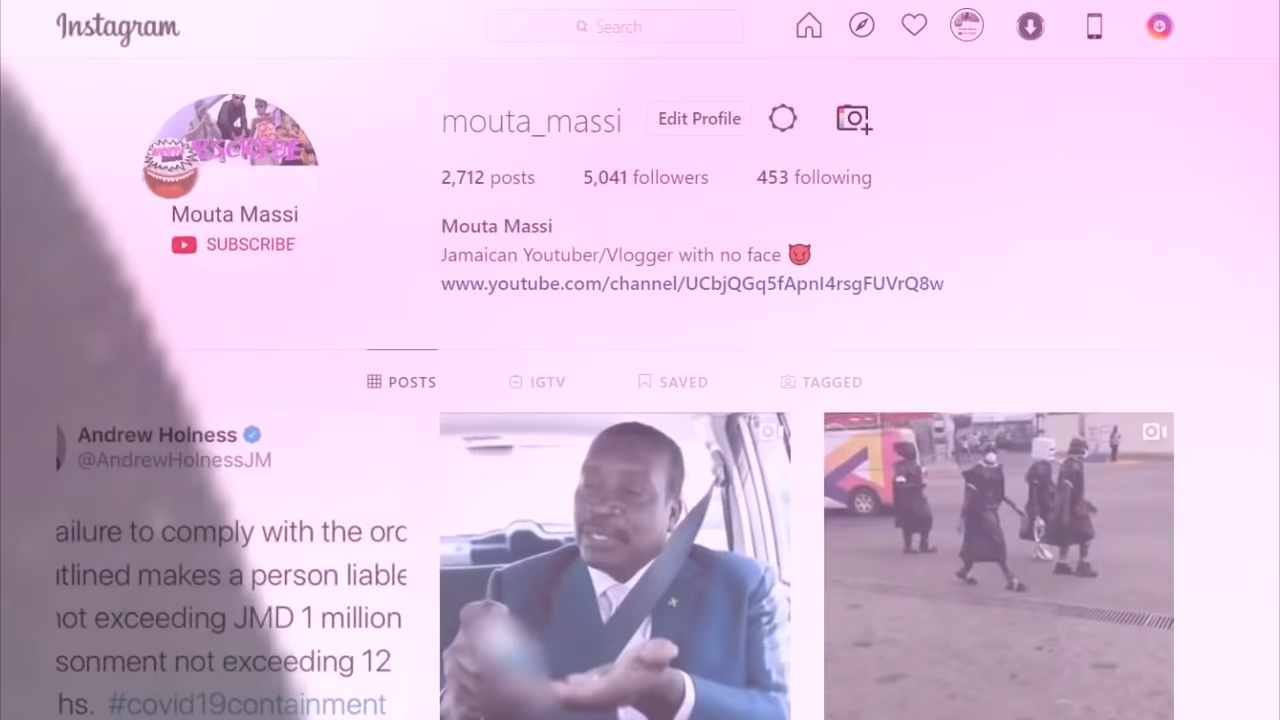 Instagram
Search
mouta_massi
Edit Profile
2,712 posts
5,041 followers
453 following
Mouta Massi
Jamaican Youtuber/Vlogger with no face
www.youtube.com/channel/UCbjQGq5fApnI4rsgFUVrQ8w
Mouta Massi
SUBSCRIBE
POSTS
IGTV
SAVED
TAGGED
Andrew Holness
@AndrewHolnessJM
ailure to comply with the orc
tlined makes a person liable
not exceeding JMD 1 million
sonment not exceeding 12
hs. #covid19containment